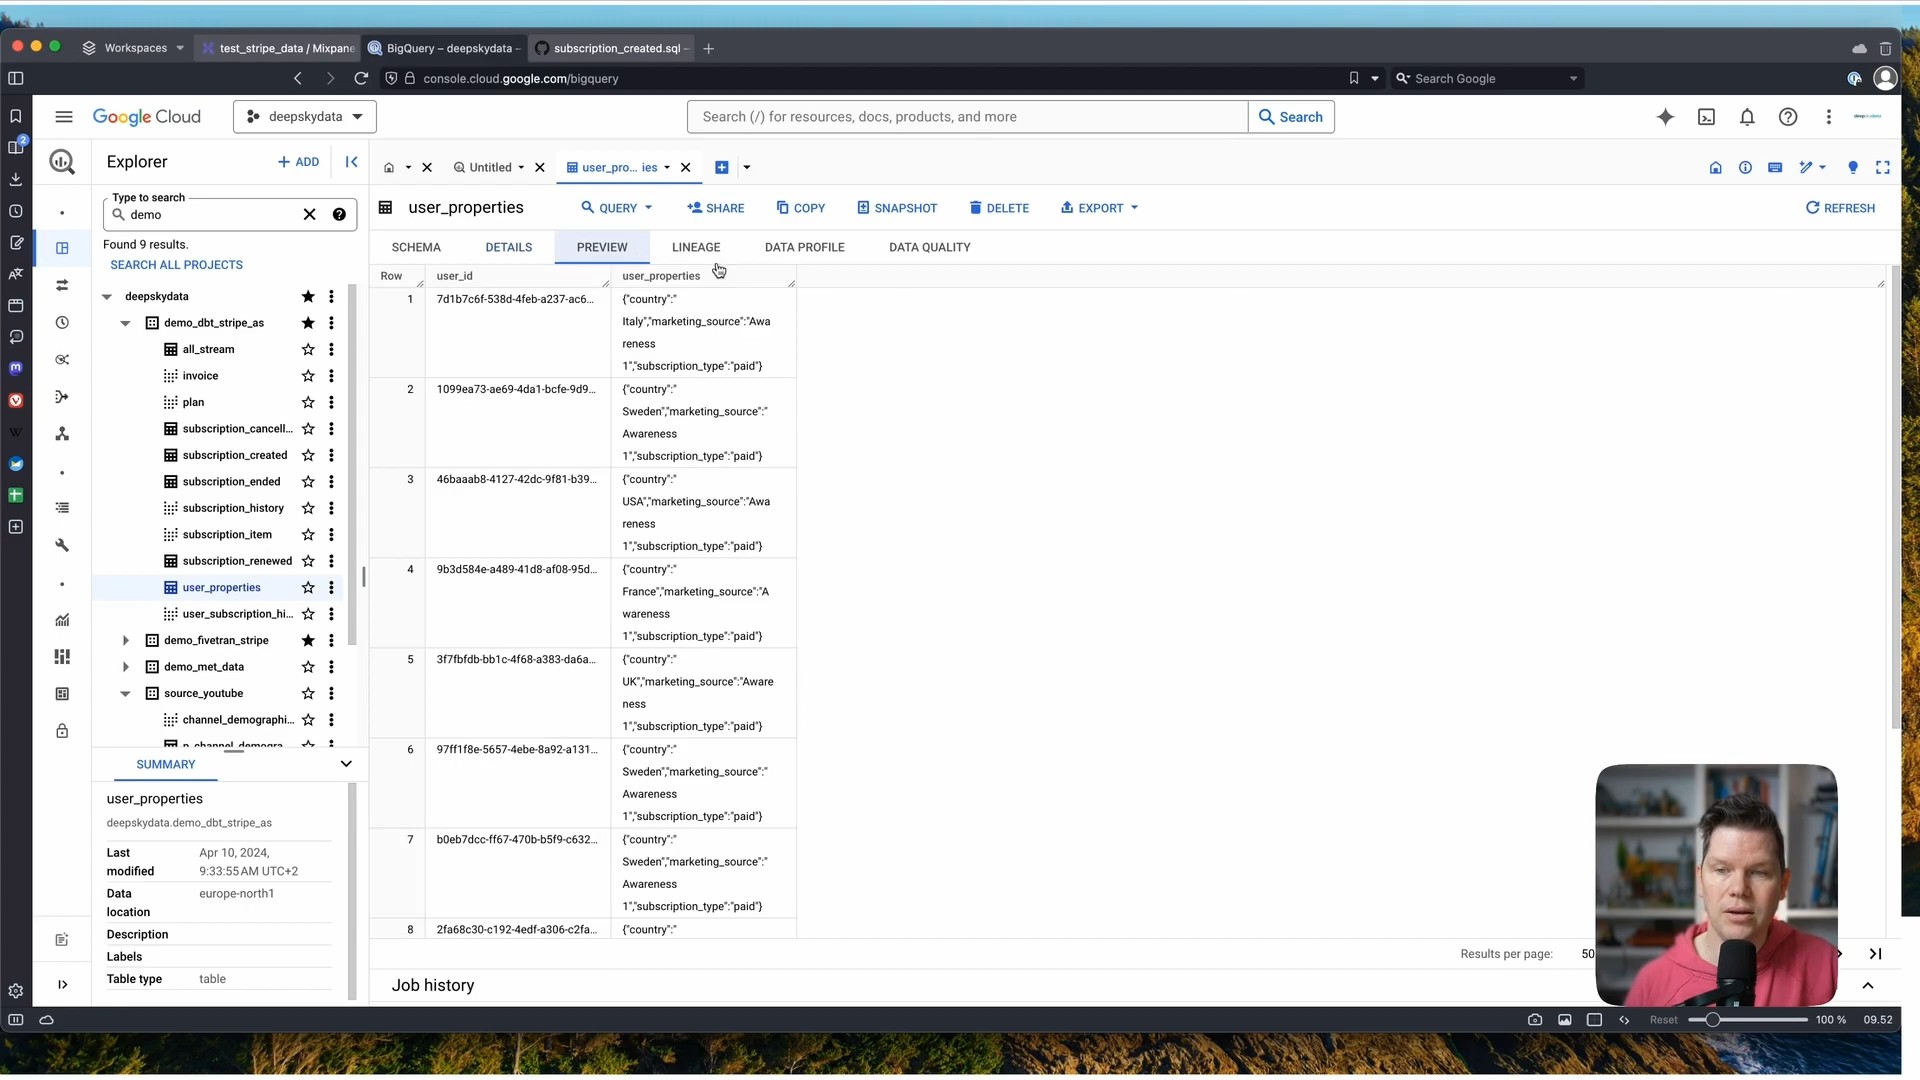 Workspaces
test_stripe_data / Mixpane
BigQuery – deepskydata -
subscription_created.sql -
console.cloud.google.com/bigquery
Search Google
Google Cloud
deepskydata
Search (/) for resources, docs, products, and more
Search
Explorer
+ ADD
Untitled
user_pro... ies
Type to search
demo
Found 9 results.
SEARCH ALL PROJECTS
user_properties
QUERY
SHARE
COPY
SNAPSHOT
DELETE
EXPORT
REFRESH
SCHEMA
DETAILS
PREVIEW
LINEAGE
DATA PROFILE
DATA QUALITY
deepskydata
demo_dbt_stripe_as
all_stream
invoice
plan
subscription_cancell...
subscription_created
subscription_ended
subscription_history
subscription_item
subscription_renewed
user_properties
user_subscription_hi...
demo_fivetran_stripe
demo_met_data
source_youtube
channel_demographi...
n_channel_demogra
Row user_id user_properties
1 7d1b7c6f-538d-4feb-a237-ac6... {"country":"
Italy","marketing_source":"Awa
reness
1","subscription_type":"paid"}
2 1099ea73-ae69-4da1-bcfe-9d9... {"country":"
Sweden","marketing_source":"
Awareness
1","subscription_type":"paid"}
3 46baaab8-4127-42dc-9f81-b39... {"country":"
USA","marketing_source":"Awa
reness
1","subscription_type":"paid"}
4 9b3d584e-a489-41d8-af08-95d... {"country":"
France","marketing_source":"A
wareness
1","subscription_type":"paid"}
5 3f7fbfdb-bb1c-4f68-a383-da6a... {"country":"
UK","marketing_source":"Aware
ness
1","subscription_type":"paid"}
6 97ff1f8e-5657-4ebe-8a92-a131... {"country":"
Sweden","marketing_source":"
Awareness
1","subscription_type":"paid"}
7 b0eb7dcc-ff67-470b-b5f9-c632... {"country":"
Sweden","marketing_source":"
Awareness
1","subscription_type":"paid"}
8 2fa68c30-c192-4edf-a306-c2fa... {"country":"
SUMMARY
user_properties
deepskydata.demo_dbt_stripe_as
Last modified Apr 10, 2024, 9:33:55 AM UTC+2
Data location europe-north1
Description
Labels
Table type table
Results per page: 50
Job history
Reset
100 %
09.52
2